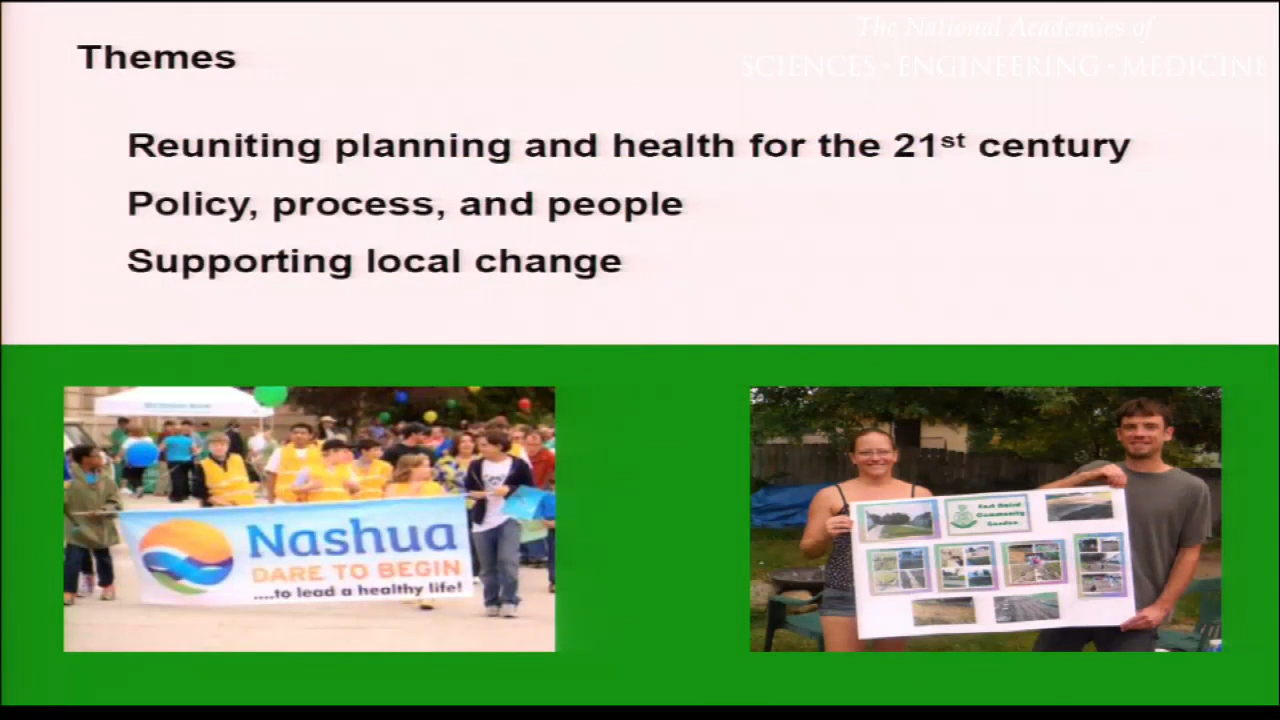 The National Academies of
SCIENCES · ENGINEERING · MEDICINE
Themes
Reuniting planning and health for the 21st century
Policy, process, and people
Supporting local change
Nashua
DARE TO BEGIN
....to lead a healthy life!
Community
Garden